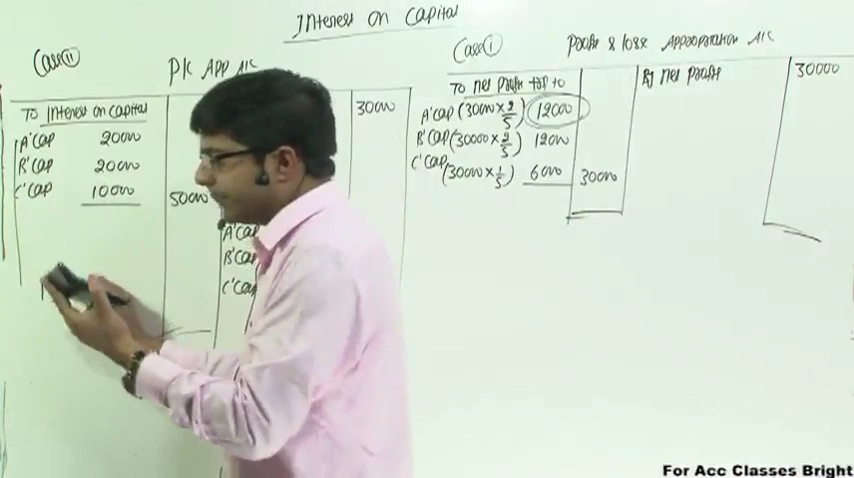 Interest on Capital
Case (ii)
P/L APP A/C
To Interest on capital
30000
A'Cap 20000
B'Cap 20000
C'Cap 10000
50000
A'Cap
B'Cap
C'Cap
Case (i)
Profit & loss Appropriation A/C
To Net Profit tsf to
By Net Profit
30000
A'Cap (30000 × 2/5) 12000
B'Cap (30000 × 2/5) 12000
C'Cap (30000 × 1/5) 6000
30000
For Acc Classes Bright